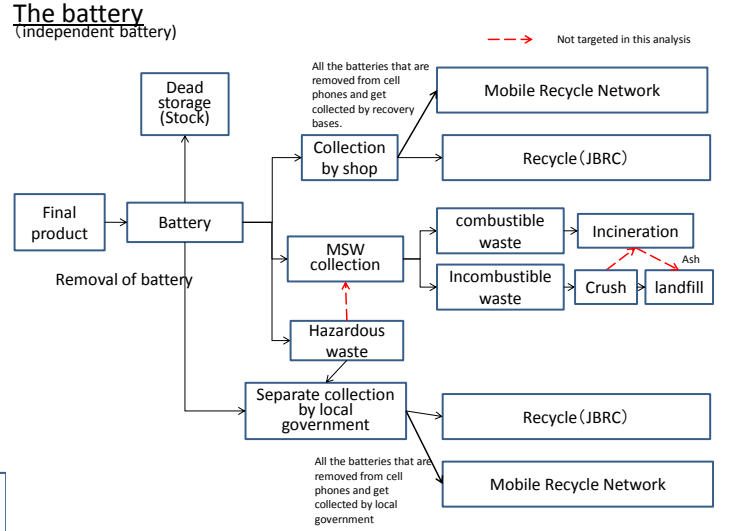 The battery
(independent battery)
Not targeted in this analysis
All the batteries that are
removed from cell
phones and get
collected by recovery
bases.
Mobile Recycle Network
Dead
storage
(Stock)
Collection
by shop
Recycle(JBRC)
Final
product
Battery
combustible
waste
Incineration
MSW
collection
Ash
Removal of battery
Incombustible
waste
Crush
landfill
Hazardous
waste
Separate collection
by local
government
Recycle(JBRC)
All the batteries that are
removed from cell
phones and get
collected by local
government
Mobile Recycle Network